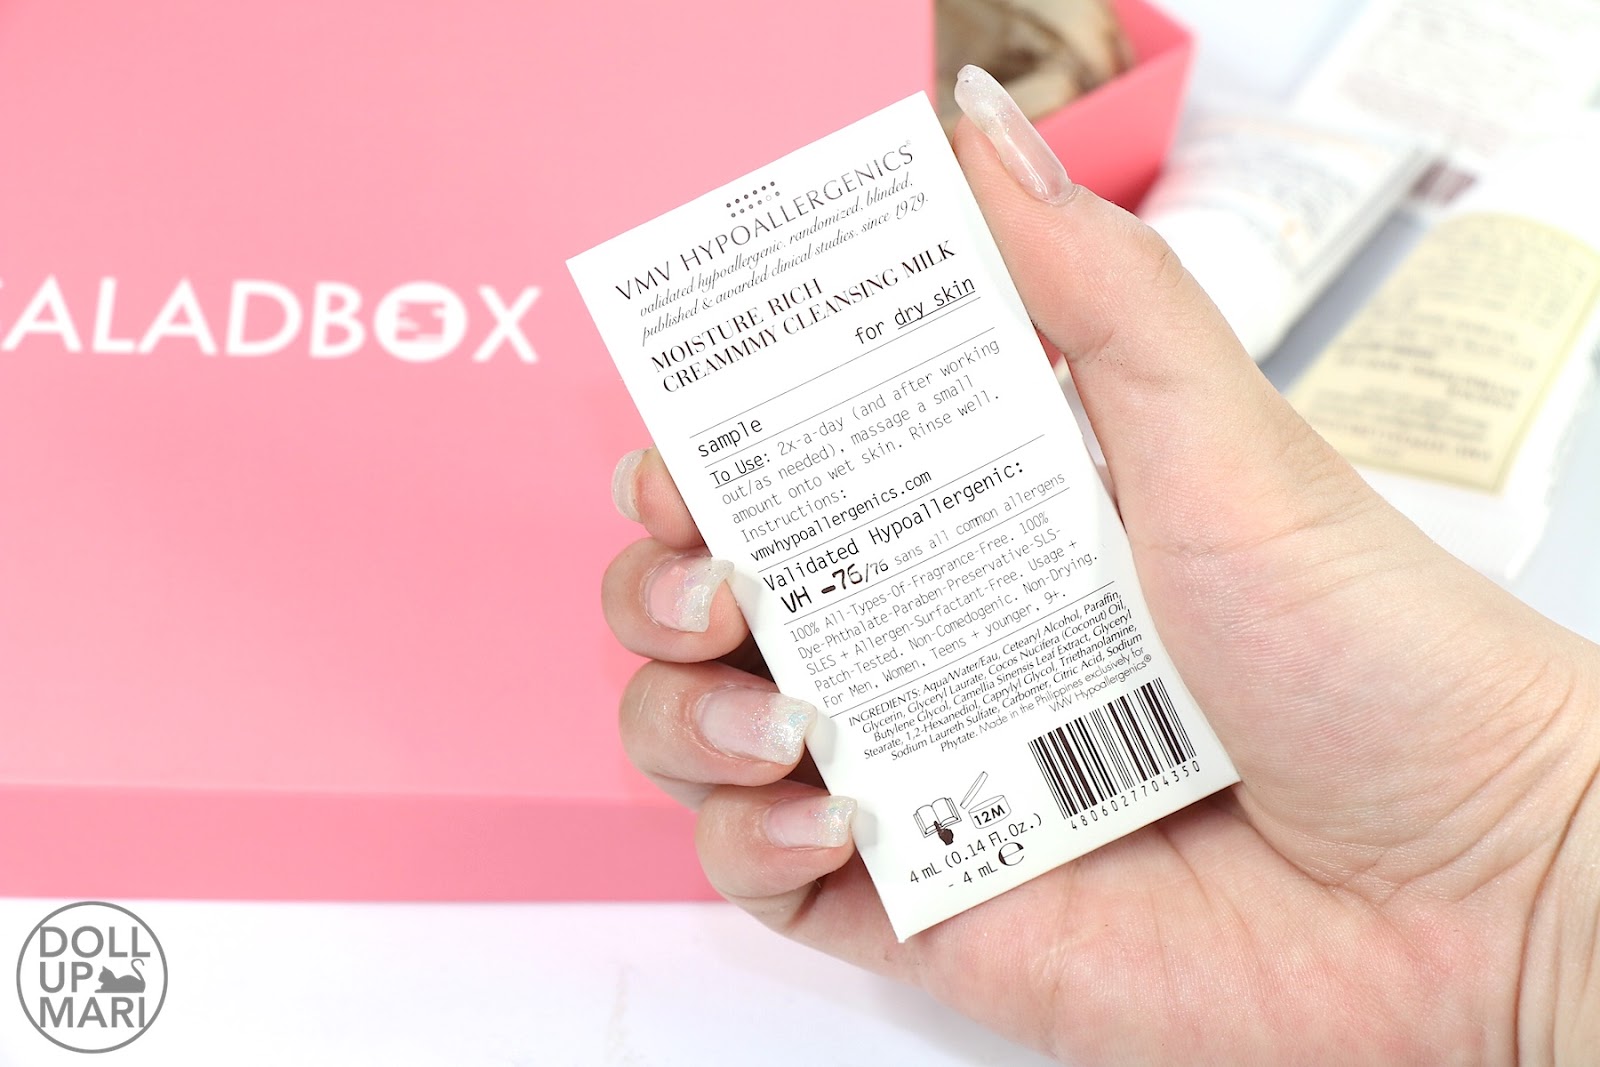 ALADBOX
VMV HYPOALLERGENICS®
validated hypoallergenic. randomized, blinded,
published & awarded clinical studies. since 1979.
MOISTURE RICH
CREAMMMY CLEANSING MILK
for dry skin
sample
To Use: 2x-a-day (and after working
out/as needed), massage a small
amount onto wet skin. Rinse well.
Instructions:
vmvhypoallergenics.com
Validated Hypoallergenic:
VH -76/76 sans all common allergens
100% All-Types-Of-Fragrance-Free. 100%
Dye-Phthalate-Paraben-Preservative-SLS-
SLES + Allergen-Surfactant-Free. Usage +
Patch-Tested. Non-Comedogenic. Non-Drying.
For Men, Women, Teens + younger, 9+.
INGREDIENTS: Aqua/Water/Eau, Cetearyl Alcohol, Paraffin,
Glycerin, Glyceryl Laurate, Cocos Nucifera (Coconut) Oil,
Butylene Glycol, Camellia Sinensis Leaf Extract, Glyceryl
Stearate, 1,2-Hexanediol, Caprylyl Glycol, Triethanolamine,
Sodium Laureth Sulfate, Carbomer, Citric Acid, Sodium
Phytate. Made in the Philippines exclusively for
VMV Hypoallergenics®
12M
4 mL (0.14 Fl.Oz.)
- 4 mL ℮
4806027704350
DOLL
UP
MARI